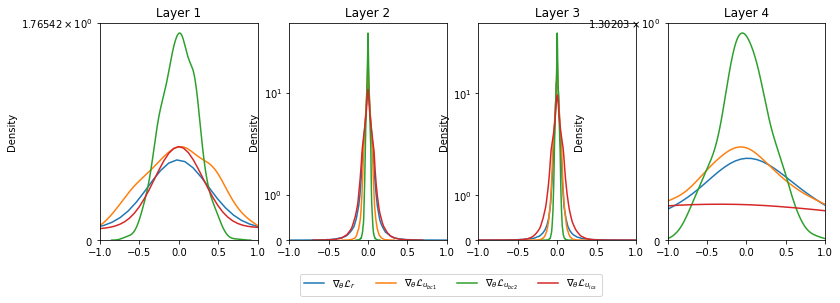 Layer 1 Layer 2 Layer 3 Layer 4
1.76542 × 10⁰ 1.30203 × 10⁰
10¹ 10¹
Density Density Density Density
10⁰ 10⁰
0 0 0 0
−1.0 −0.5 0.0 0.5 1.0 −1.0 −0.5 0.0 0.5 1.0 −1.0 −0.5 0.0 0.5 1.0 −1.0 −0.5 0.0 0.5 1.0
∇θℒr ∇θℒu_bc1 ∇θℒu_bc2 ∇θℒu_ics